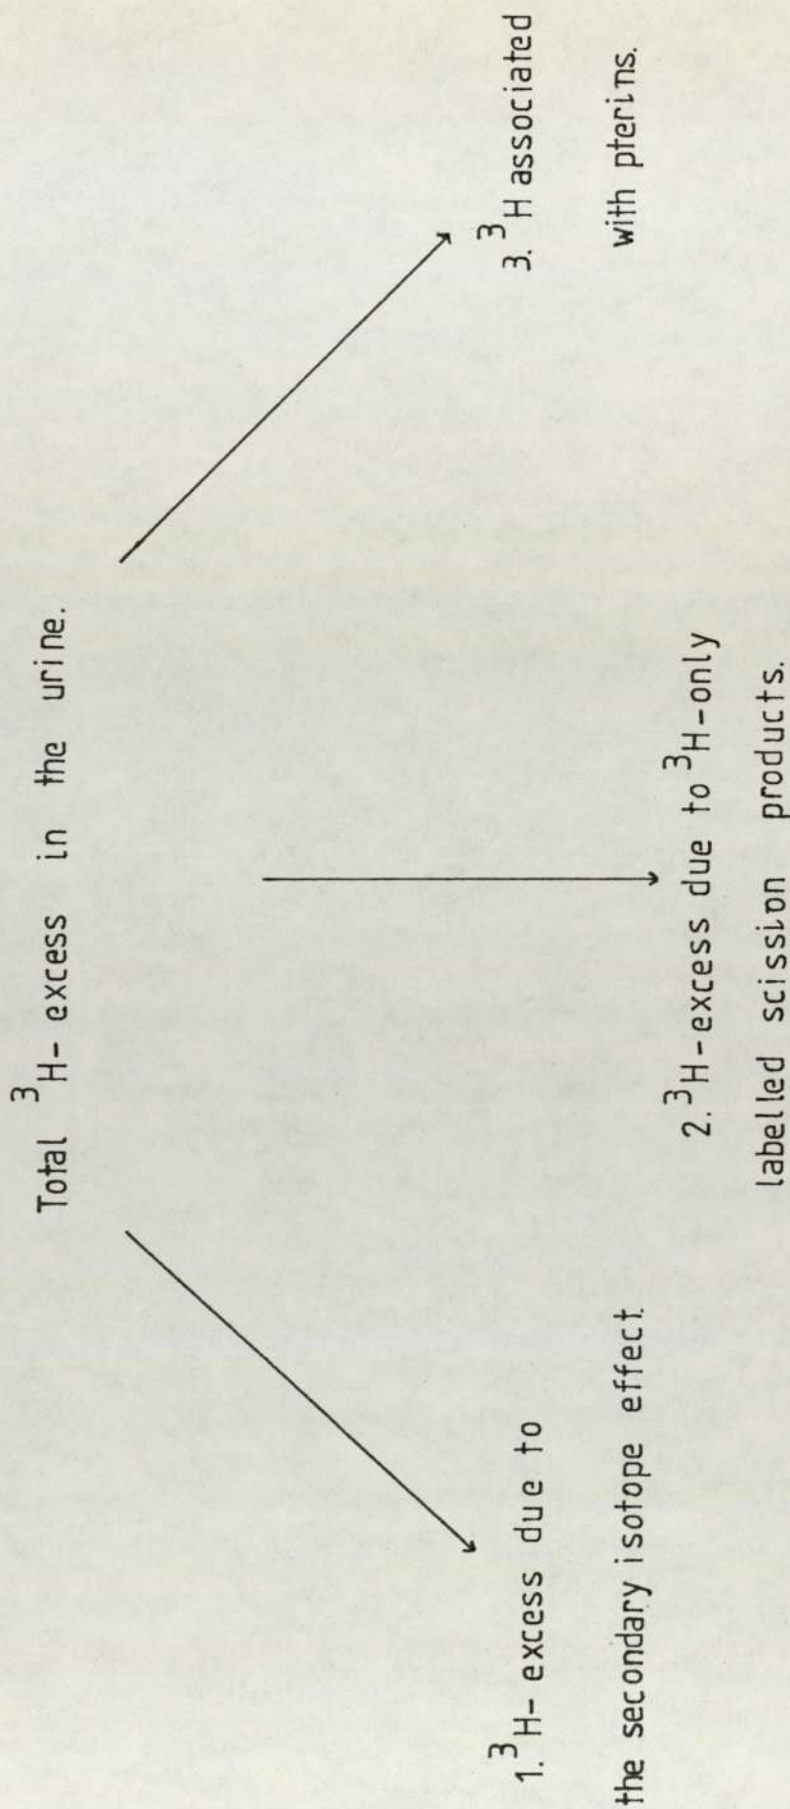 Total ³H- excess in the urine.
1. ³H- excess due to
the secondary isotope effect.
2. ³H-excess due to ³H-only
labelled scission products.
3. ³H associated
with pterins.